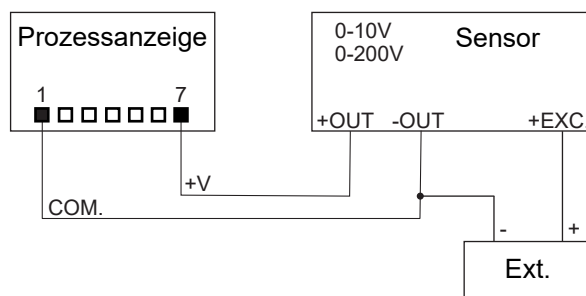 Prozessanzeige
1 7
0-10V
0-200V
Sensor
+OUT -OUT +EXC.
+V
COM.
- +
Ext.